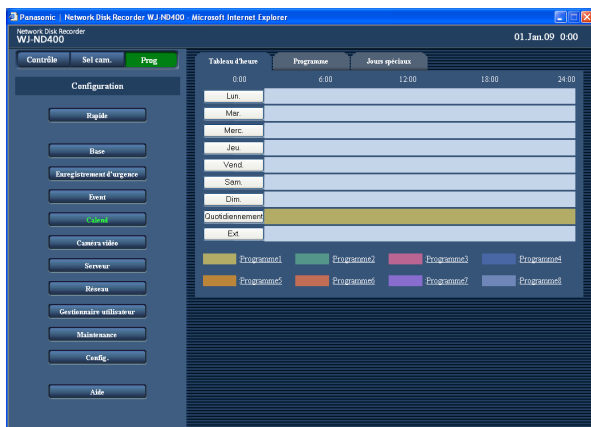 Panasonic | Network Disk Recorder WJ-ND400 - Microsoft Internet Explorer
Network Disk Recorder
WJ-ND400
01.Jan.09 0:00
Contrôle Sel cam. Prog
Configuration
Rapide
Base
Enregistrement d'urgence
Event
Calend
Caméra vidéo
Serveur
Réseau
Gestionnaire utilisateur
Maintenance
Config.
Aide
Tableau d'heure Programme Jours spéciaux
0:00 6:00 12:00 18:00 24:00
Lun.
Mar.
Merc.
Jeu.
Vend.
Sam.
Dim.
Quotidiennement
Ext
Programme1 Programme2 Programme3 Programme4
Programme5 Programme6 Programme7 Programme8